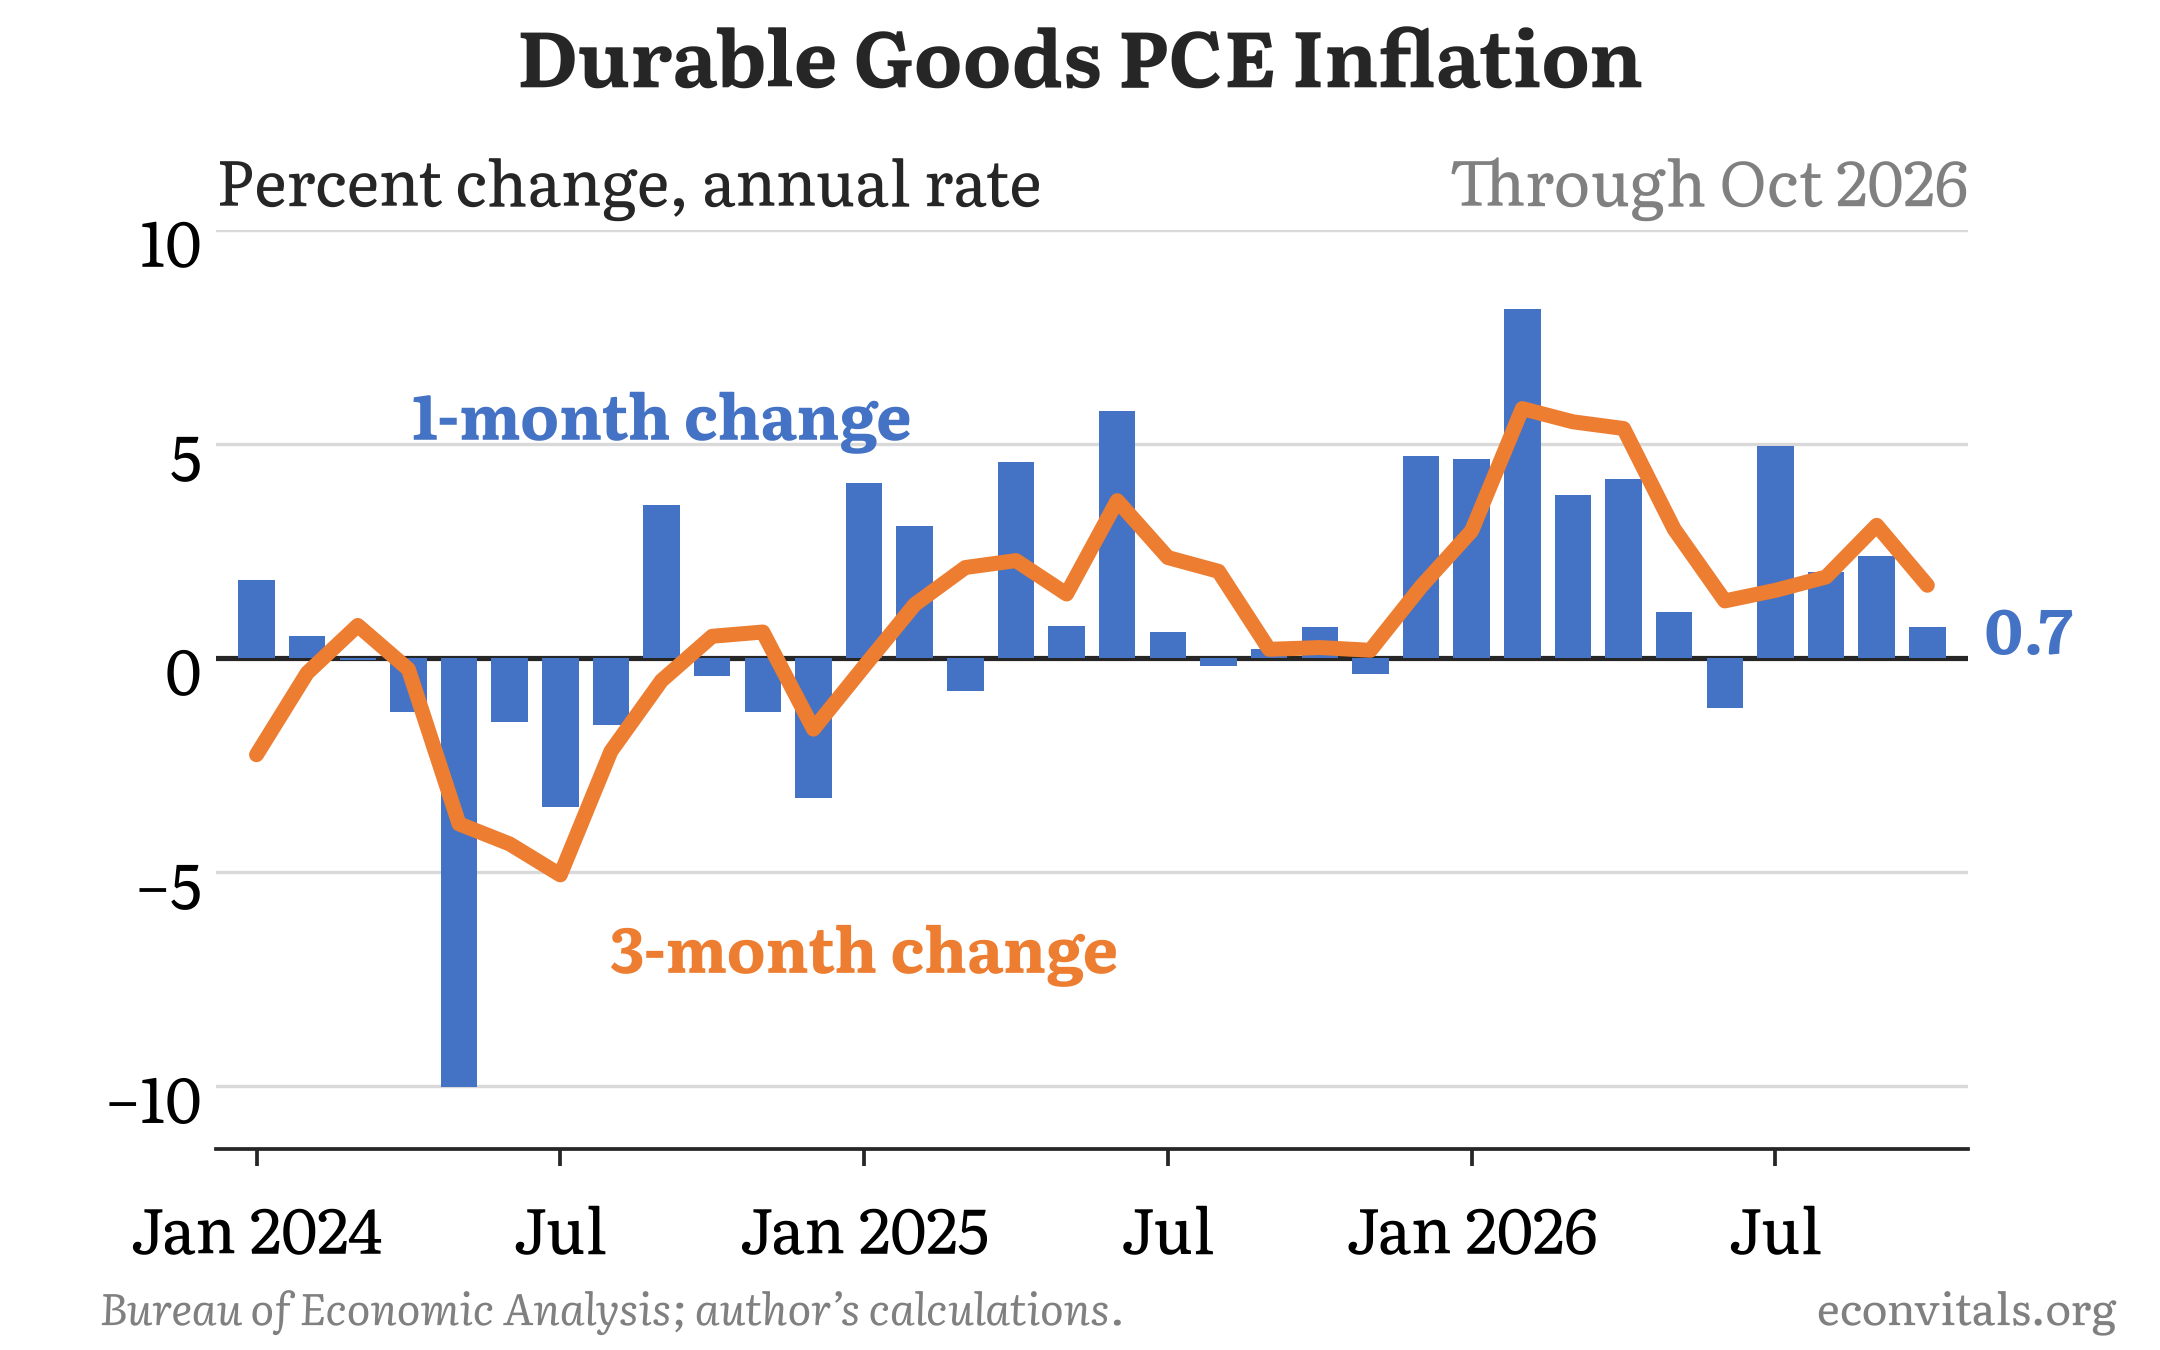 Durable Goods PCE Inflation
Percent change, annual rate
Through Oct 2026
10
5
0
−5
−10
1-month change
3-month change
0.7
Jan 2024
Jul
Jan 2025
Jul
Jan 2026
Jul
Bureau of Economic Analysis; author’s calculations.
econvitals.org